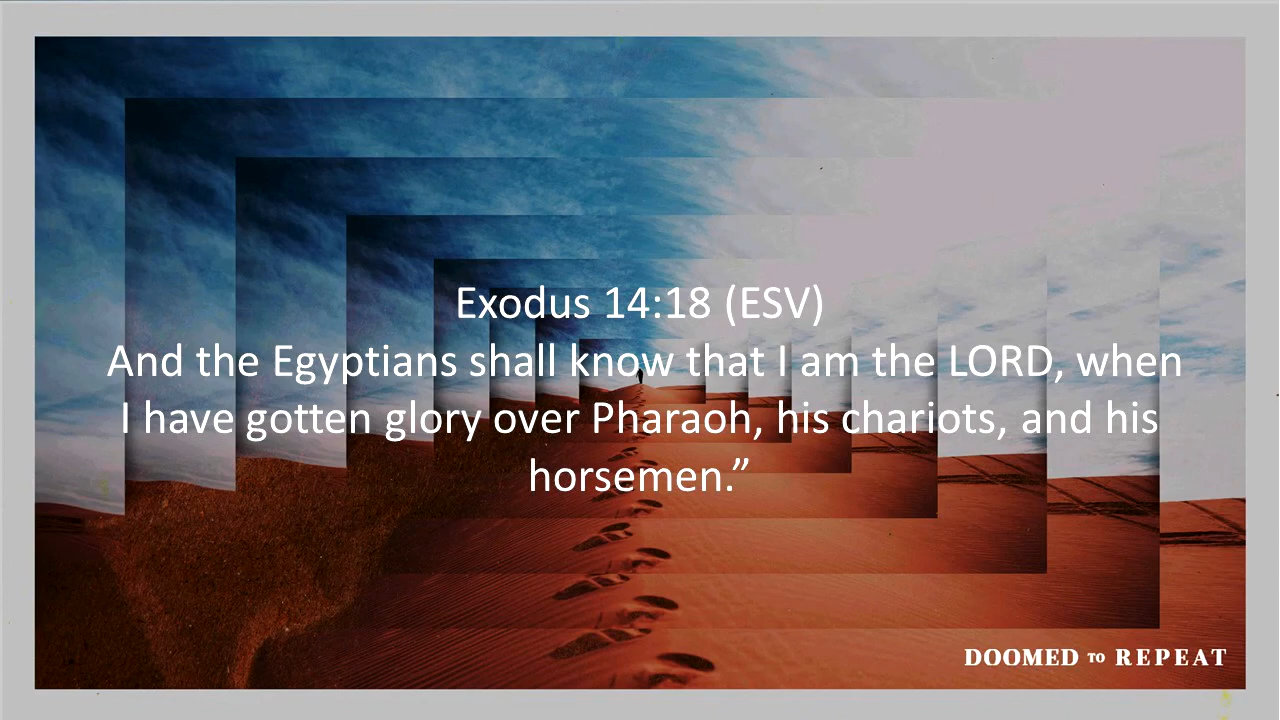 Exodus 14:18 (ESV)
And the Egyptians shall know that I am the LORD, when
I have gotten glory over Pharaoh, his chariots, and his
horsemen.”
DOOMED TO REPEAT